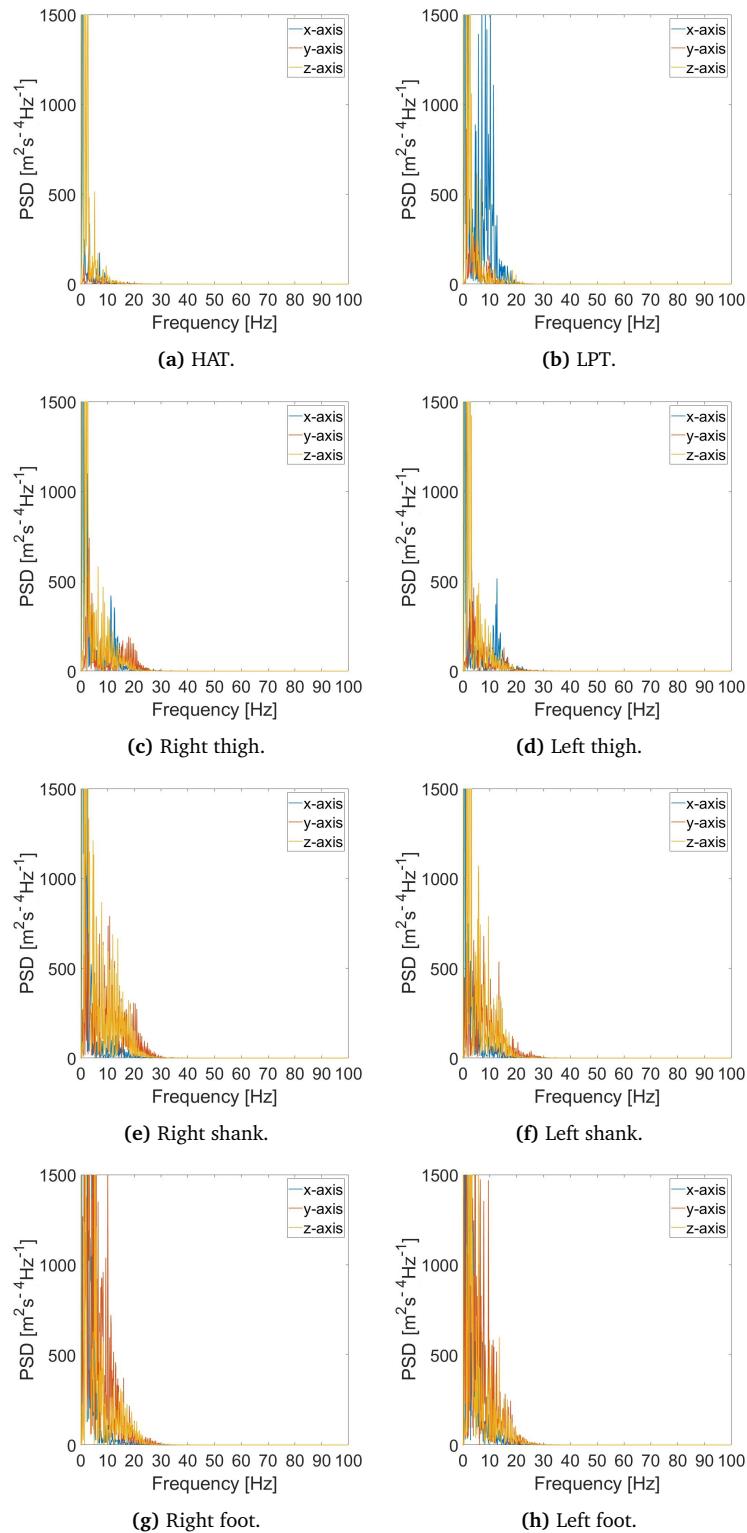 1500
1000
500
0
PSD [m²s⁻⁴Hz⁻¹]
x-axis
y-axis
z-axis
0 10 20 30 40 50 60 70 80 90 100
Frequency [Hz]
(a) HAT.
1500
1000
500
0
PSD [m²s⁻⁴Hz⁻¹]
x-axis
y-axis
z-axis
0 10 20 30 40 50 60 70 80 90 100
Frequency [Hz]
(b) LPT.
1500
1000
500
0
PSD [m²s⁻⁴Hz⁻¹]
x-axis
y-axis
z-axis
0 10 20 30 40 50 60 70 80 90 100
Frequency [Hz]
(c) Right thigh.
1500
1000
500
0
PSD [m²s⁻⁴Hz⁻¹]
x-axis
y-axis
z-axis
0 10 20 30 40 50 60 70 80 90 100
Frequency [Hz]
(d) Left thigh.
1500
1000
500
0
PSD [m²s⁻⁴Hz⁻¹]
x-axis
y-axis
z-axis
0 10 20 30 40 50 60 70 80 90 100
Frequency [Hz]
(e) Right shank.
1500
1000
500
0
PSD [m²s⁻⁴Hz⁻¹]
x-axis
y-axis
z-axis
0 10 20 30 40 50 60 70 80 90 100
Frequency [Hz]
(f) Left shank.
1500
1000
500
0
PSD [m²s⁻⁴Hz⁻¹]
x-axis
y-axis
z-axis
0 10 20 30 40 50 60 70 80 90 100
Frequency [Hz]
(g) Right foot.
1500
1000
500
0
PSD [m²s⁻⁴Hz⁻¹]
x-axis
y-axis
z-axis
0 10 20 30 40 50 60 70 80 90 100
Frequency [Hz]
(h) Left foot.